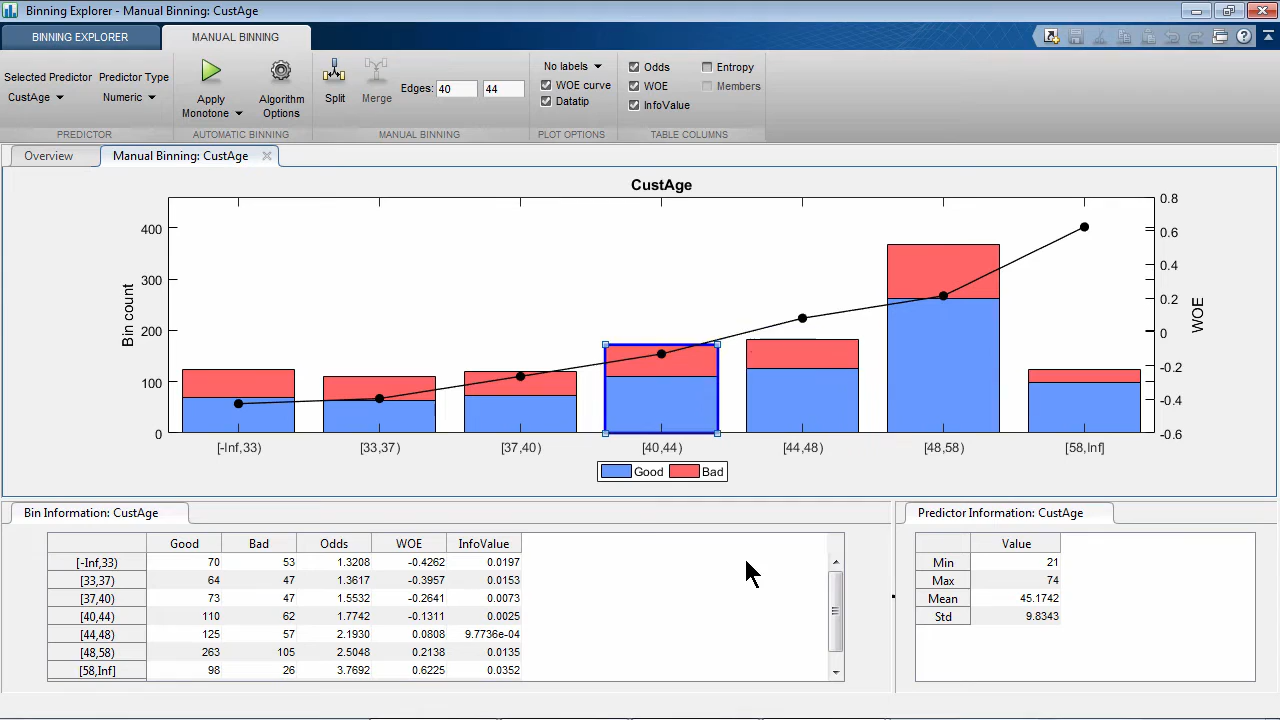 Binning Explorer - Manual Binning: CustAge
BINNING EXPLORER MANUAL BINNING
Selected Predictor Predictor Type
CustAge Numeric
PREDICTOR
Apply Monotone
Algorithm Options
AUTOMATIC BINNING
Split Merge Edges: 40 44
MANUAL BINNING
No labels
WOE curve
Datatip
PLOT OPTIONS
Odds Entropy
WOE Members
InfoValue
TABLE COLUMNS
Overview Manual Binning: CustAge
CustAge
Bin count
400
300
200
100
0
0.8
0.6
0.4
0.2
0
-0.2
-0.4
-0.6
WOE
[-Inf,33) [33,37) [37,40) [40,44) [44,48) [48,58) [58,Inf]
Good Bad
Bin Information: CustAge
Good Bad Odds WOE InfoValue
[-Inf,33) 70 53 1.3208 -0.4262 0.0197
[33,37) 64 47 1.3617 -0.3957 0.0153
[37,40) 73 47 1.5532 -0.2641 0.0073
[40,44) 110 62 1.7742 -0.1311 0.0025
[44,48) 125 57 2.1930 0.0808 9.7736e-04
[48,58) 263 105 2.5048 0.2138 0.0135
[58,Inf] 98 26 3.7692 0.6225 0.0352
Predictor Information: CustAge
Value
Min 21
Max 74
Mean 45.1742
Std 9.8343